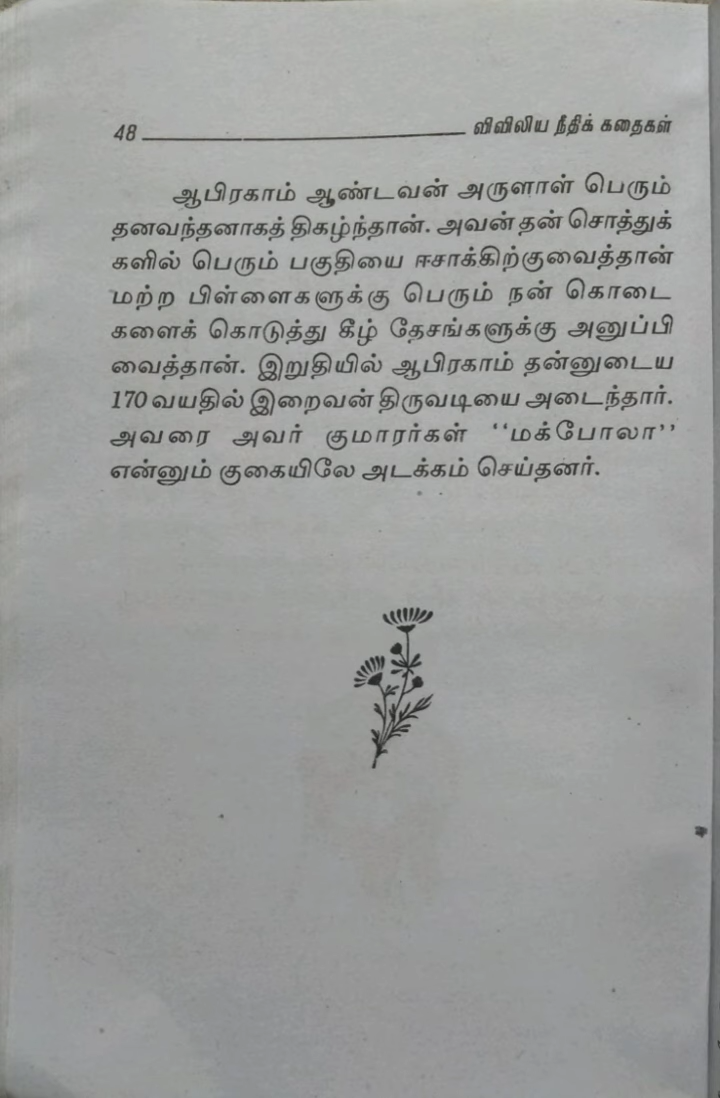 48 விவிலிய நீதிக் கதைகள்
ஆபிரகாம் ஆண்டவன் அருளாள் பெரும்
தனவந்தனாகத் திகழ்ந்தான். அவன் தன் சொத்துக்
களில் பெரும் பகுதியை ஈசாக்கிற்குவைத்தான்
மற்ற பிள்ளைகளுக்கு பெரும் நன் கொடை
களைக் கொடுத்து கீழ் தேசங்களுக்கு அனுப்பி
வைத்தான். இறுதியில் ஆபிரகாம் தன்னுடைய
170 வயதில் இறைவன் திருவடியை அடைந்தார்.
அவரை அவர் குமாரர்கள் ‘‘மக்போலா’’
என்னும் குகையிலே அடக்கம் செய்தனர்.